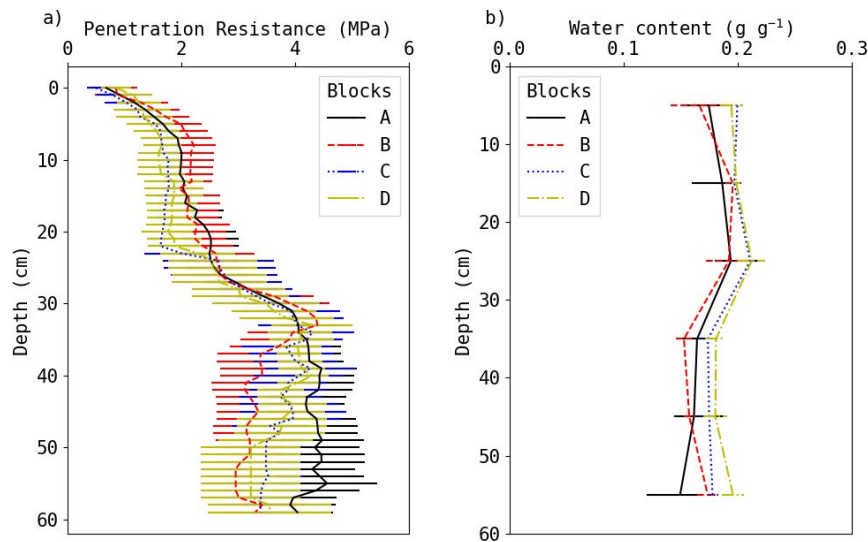 a) Penetration Resistance (MPa)
0 2 4 6
0
10
20
30
40
50
60
Depth (cm)
Blocks
A
B
C
D
b) Water content (g g⁻¹)
0.0 0.1 0.2 0.3
0
10
20
30
40
50
60
Depth (cm)
Blocks
A
B
C
D